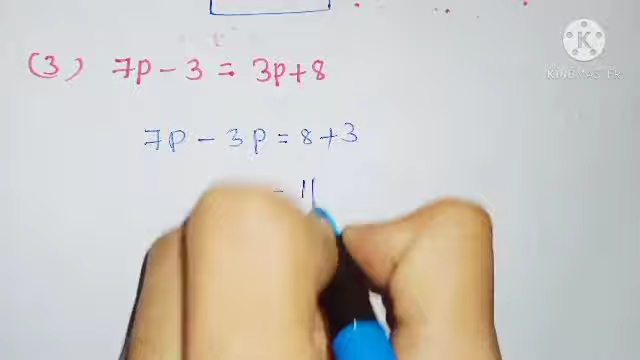 (3) 7p - 3 = 3p + 8
7p - 3p = 8 + 3
= 11
KINEMASTER